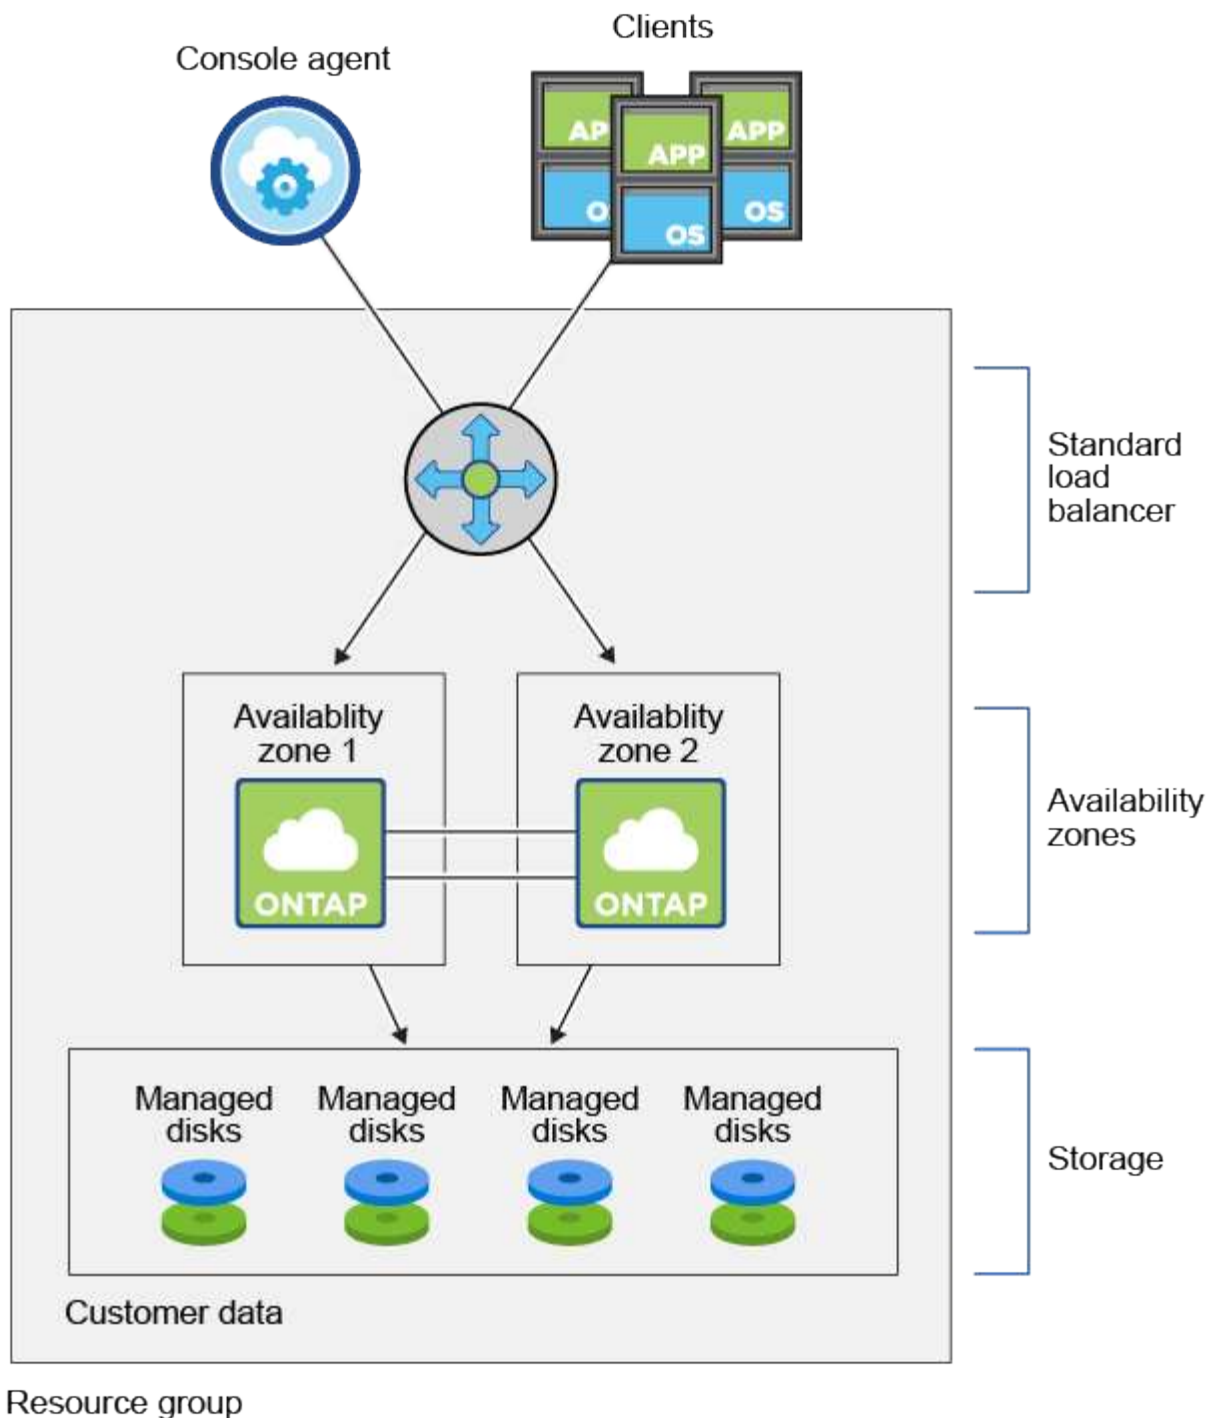 Clients
Console agent
AP
APP
APP
O
OS
OS
Standard
load
balancer
Availablity
zone 1
Availablity
zone 2
ONTAP
ONTAP
Availability
zones
Managed
disks
Managed
disks
Managed
disks
Managed
disks
Storage
Customer data
Resource group